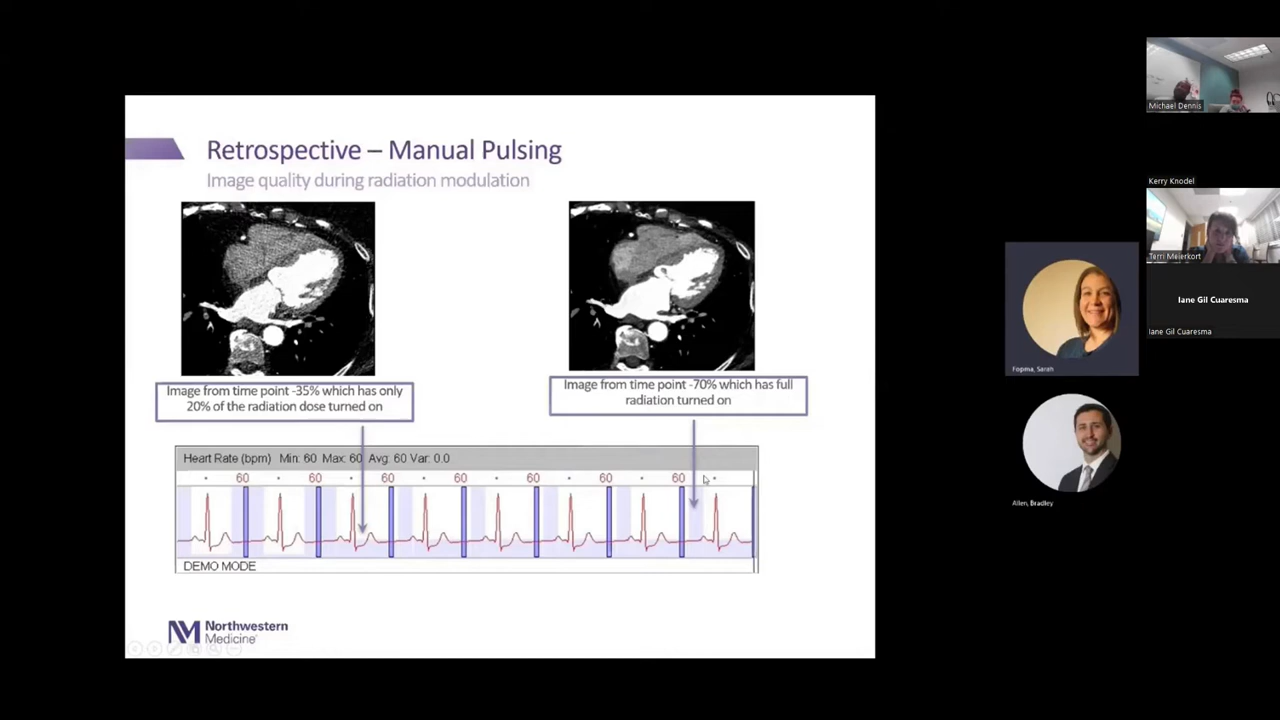 Retrospective – Manual Pulsing
Image quality during radiation modulation
Image from time point -35% which has only
20% of the radiation dose turned on
Image from time point -70% which has full
radiation turned on
Heart Rate (bpm) Min: 60 Max: 60 Avg: 60 Var: 0.0
60 60 60 60 60 60 60
DEMO MODE
Northwestern
Medicine
Michael Dennis
Kerry Knodel
Terri Meierkort
Iane Gil Cuaresma
Iane Gil Cuaresma
Fopma, Sarah
Allen, Bradley